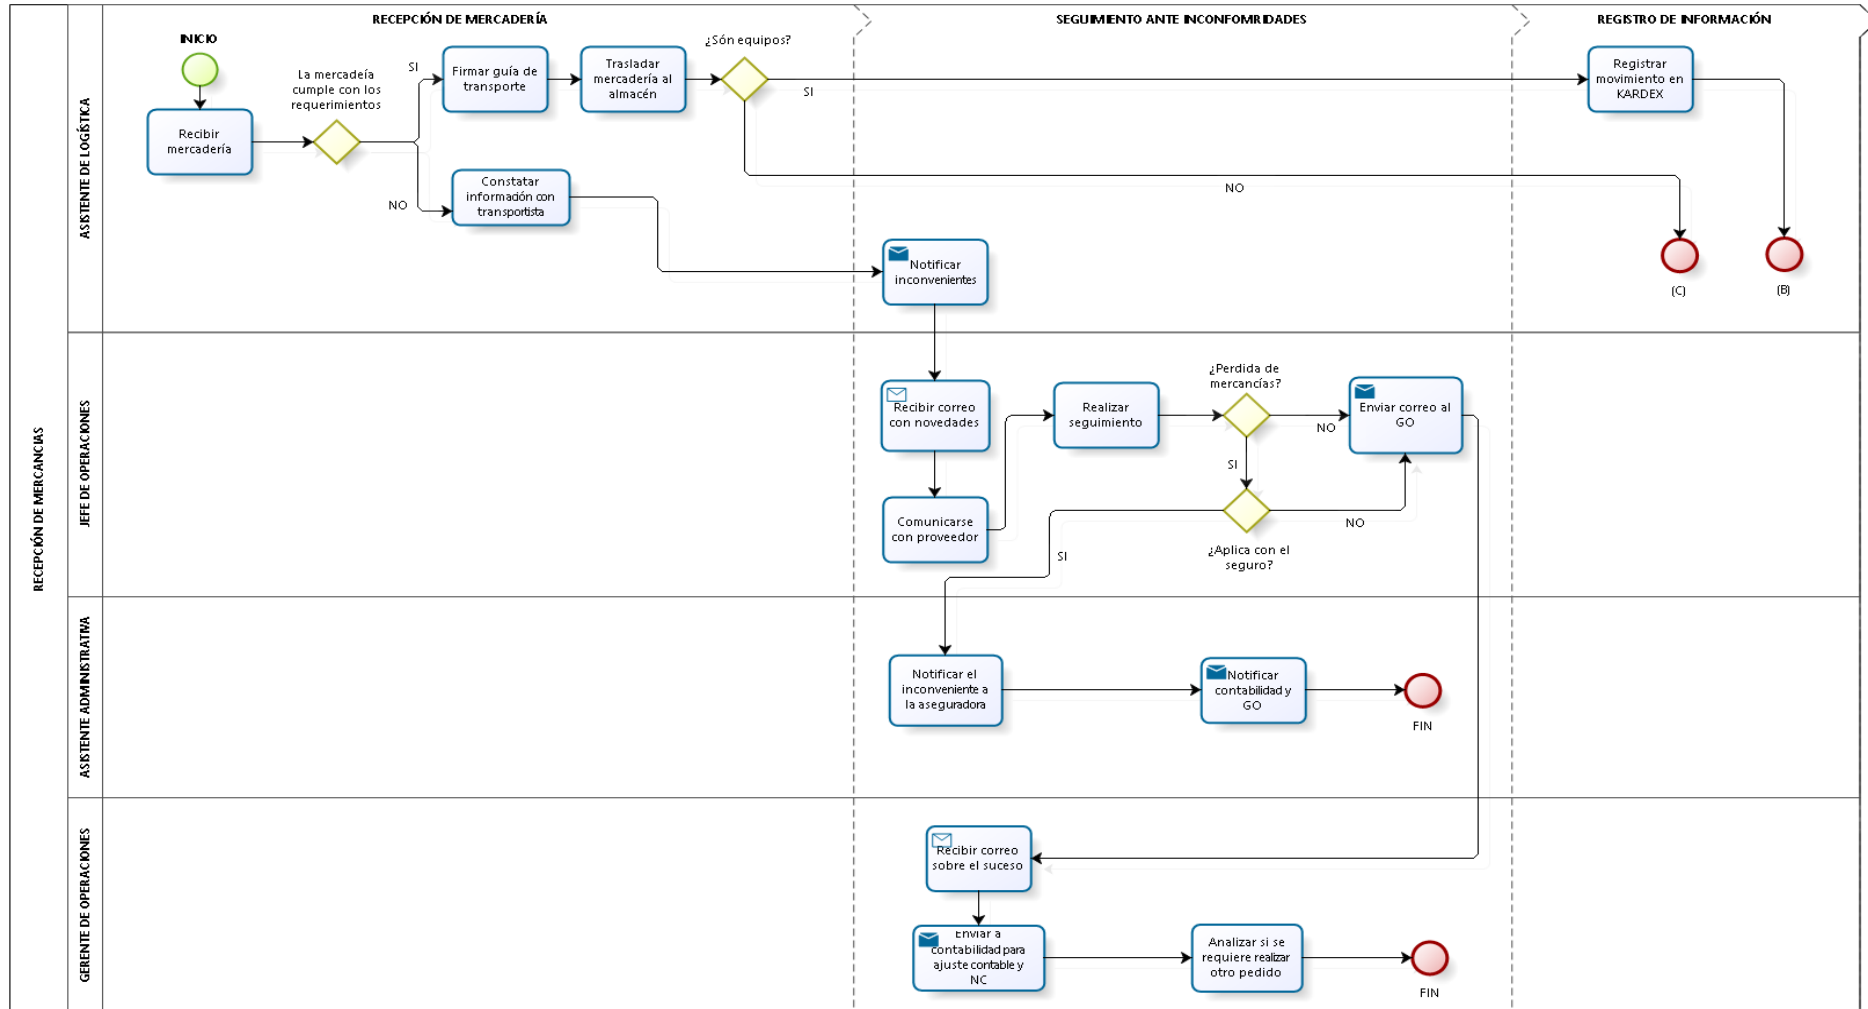 RECEPCIÓN DE MERCADERÍA
SEGUIMIENTO ANTE INCONFOMRIDADES
REGISTRO DE INFORMACIÓN
RECEPCIÓN DE MERCANCIAS
ASISTENTE DE LOGÍSTICA
INICIO
Recibir
mercadería
La mercadeía
cumple con los
requerimientos
SI
NO
Firmar guía de
transporte
Trasladar
mercadería al
almacén
¿Són equipos?
SI
NO
Registrar
movimiento en
KARDEX
Constatar
información con
transportista
Notificar
inconvenientes
(C)
(B)
JEFE DE OPERACIONES
Recibir correo
con novedades
Comunicarse
con proveedor
Realizar
seguimiento
¿Perdida de
mercancías?
NO
SI
Enviar correo al
GO
¿Aplica con el
seguro?
NO
SI
ASISTENTE ADMINISTRATIVA
Notificar el
inconveniente a
la aseguradora
Notificar
contabilidad y
GO
FIN
GERENTE DE OPERACIONES
Recibir correo
sobre el suceso
Enviar a
contabilidad para
ajuste contable y
NC
Analizar si se
requiere realizar
otro pedido
FIN